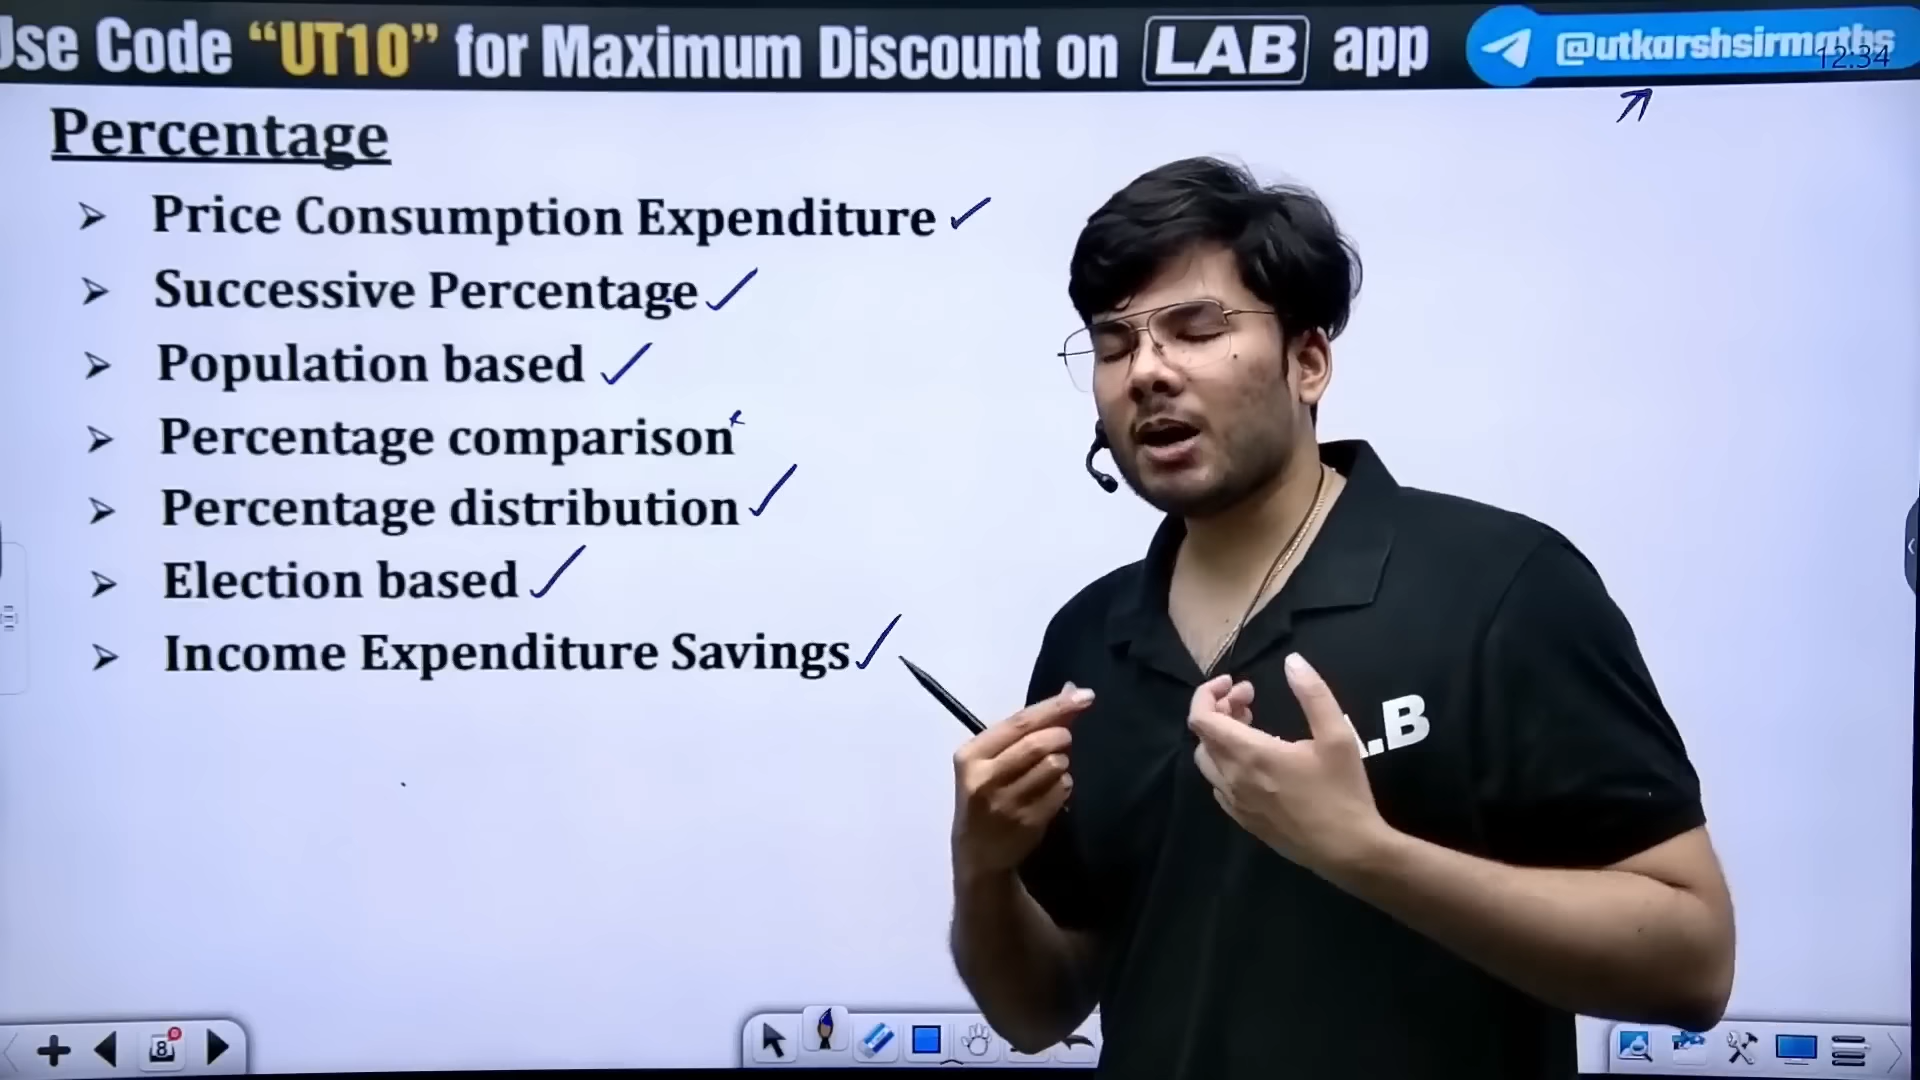 Use Code “UT10” for Maximum Discount on LAB app @utkarshsirmaths
12:34
Percentage
➢ Price Consumption Expenditure ✓
➢ Successive Percentage ✓
➢ Population based ✓
➢ Percentage comparison
➢ Percentage distribution ✓
➢ Election based ✓
➢ Income Expenditure Savings ✓
A.B
8